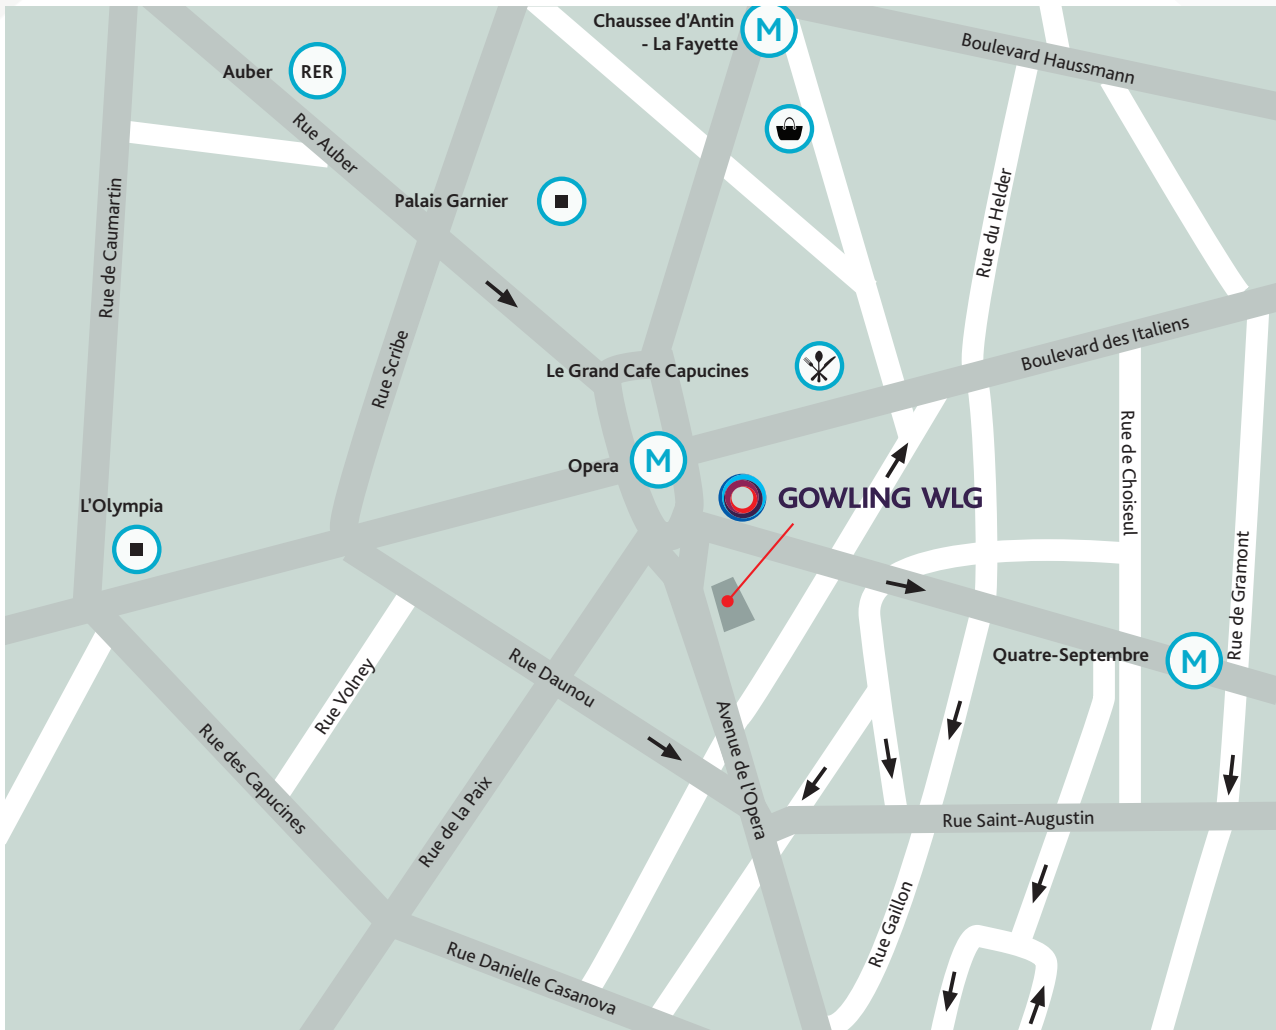 Chaussee d'Antin
- La Fayette
M
Boulevard Haussmann
Auber
RER
Rue Auber
Palais Garnier
Rue de Caumartin
Rue du Helder
Rue Scribe
Boulevard des Italiens
Le Grand Cafe Capucines
Rue de Choiseul
Opera
M
GOWLING WLG
L'Olympia
Rue de Gramont
Quatre-Septembre
M
Rue Daunou
Rue Volney
Avenue de l'Opera
Rue des Capucines
Rue de la Paix
Rue Saint-Augustin
Rue Gaillon
Rue Danielle Casanova